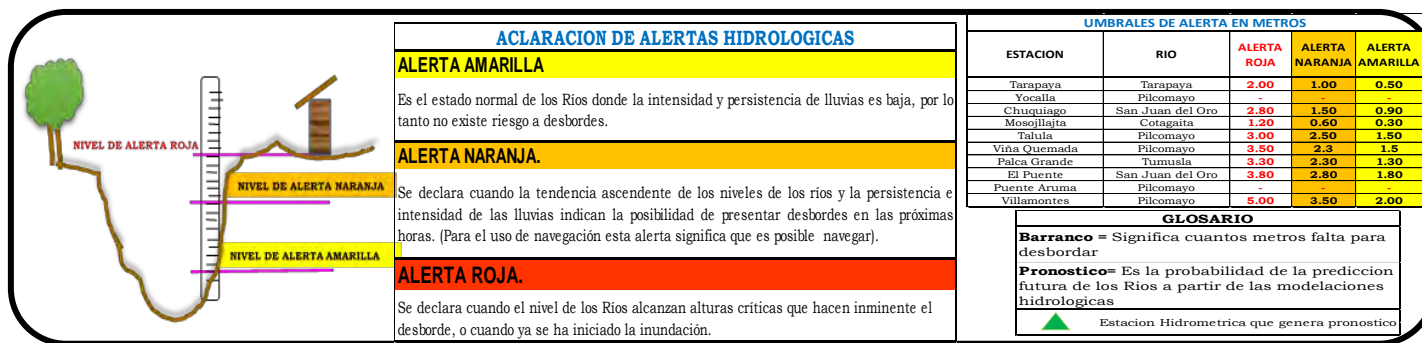 NIVEL DE ALERTA ROJA
NIVEL DE ALERTA NARANJA
NIVEL DE ALERTA AMARILLA
ACLARACION DE ALERTAS HIDROLOGICAS
ALERTA AMARILLA
Es el estado normal de los Ríos donde la intensidad y persistencia de lluvias es baja, por lo
tanto no existe riesgo a desbordes.
ALERTA NARANJA.
Se declara cuando la tendencia ascendente de los niveles de los ríos y la persistencia e
intensidad de las lluvias indican la posibilidad de presentar desbordes en las próximas
horas. (Para el uso de navegación esta alerta significa que es posible navegar).
ALERTA ROJA.
Se declara cuando el nivel de los Ríos alcanzan alturas críticas que hacen inminente el
desborde, o cuando ya se ha iniciado la inundación.
UMBRALES DE ALERTA EN METROS
ESTACION RIO ALERTA ROJA ALERTA NARANJA ALERTA AMARILLA
Tarapaya Tarapaya 2.00 1.00 0.50
Yocalla Pilcomayo - - -
Chuquiago San Juan del Oro 2.80 1.50 0.90
Mosojllajta Cotagaita 1.20 0.60 0.30
Talula Pilcomayo 3.00 2.50 1.50
Viña Quemada Pilcomayo 3.50 2.3 1.5
Palca Grande Tumusla 3.30 2.30 1.30
El Puente San Juan del Oro 3.80 2.80 1.80
Puente Aruma Pilcomayo - - -
Villamontes Pilcomayo 5.00 3.50 2.00
GLOSARIO
Barranco = Significa cuantos metros falta para
desbordar
Pronostico= Es la probabilidad de la prediccion
futura de los Rios a partir de las modelaciones
hidrologicas
Estacion Hidrometrica que genera pronostico